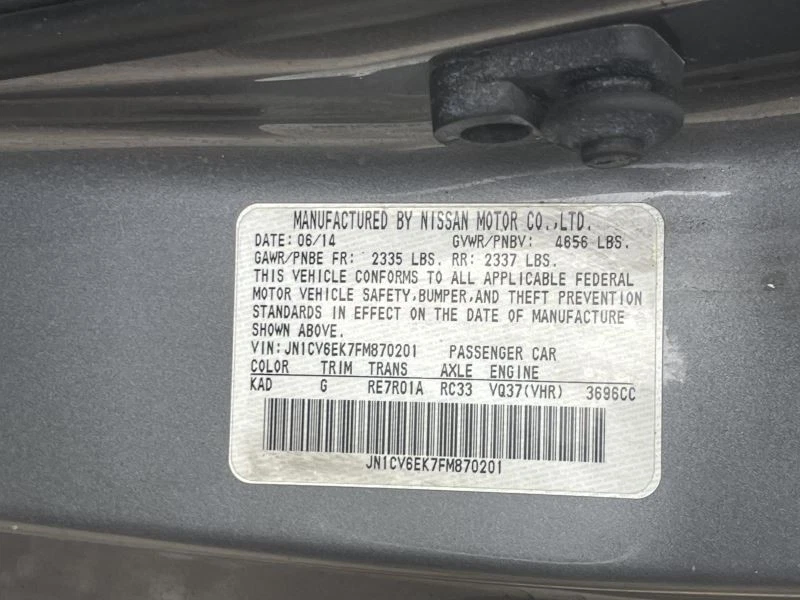 MANUFACTURED BY NISSAN MOTOR CO.,LTD.
DATE: 06/14 GVWR/PNBV: 4656 LBS.
GAWR/PNBE FR: 2335 LBS. RR: 2337 LBS.
THIS VEHICLE CONFORMS TO ALL APPLICABLE FEDERAL
MOTOR VEHICLE SAFETY,BUMPER,AND THEFT PREVENTION
STANDARDS IN EFFECT ON THE DATE OF MANUFACTURE
SHOWN ABOVE.
VIN:JN1CV6EK7FM870201 PASSENGER CAR
COLOR TRIM TRANS AXLE ENGINE
KAD G RE7R01A RC33 VQ37(VHR) 3696CC
JN1CV6EK7FM870201